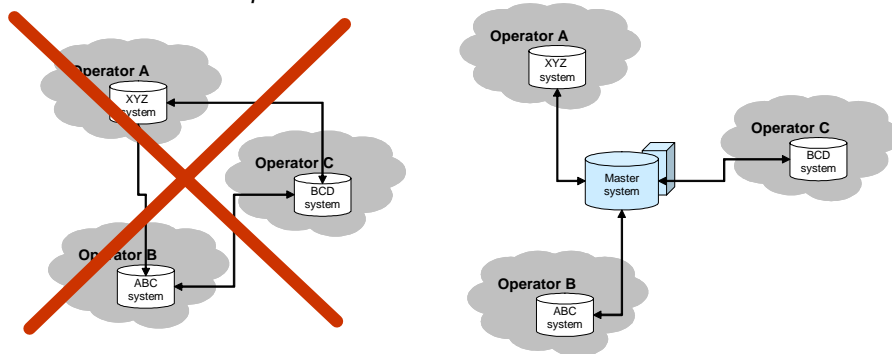 Operator A
XYZ
system
Operator C
BCD
system
Operator B
ABC
system
Operator A
XYZ
system
Operator C
BCD
system
Master
system
Operator B
ABC
system